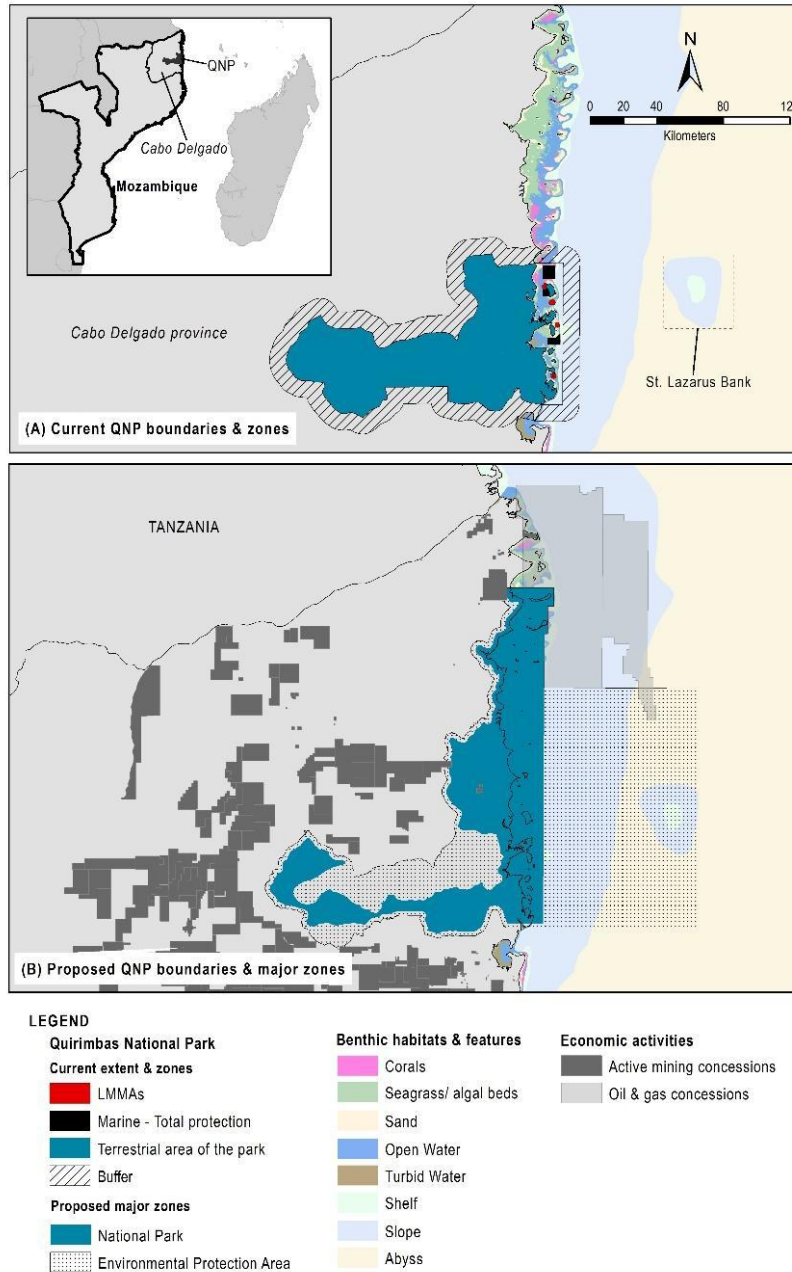 QNP
Cabo Delgado
Mozambique
N
0 20 40 80 120
Kilometers
Cabo Delgado province
St. Lazarus Bank
(A) Current QNP boundaries & zones
TANZANIA
(B) Proposed QNP boundaries & major zones
LEGEND
Quirimbas National Park
Current extent & zones
LMMAs
Marine - Total protection
Terrestrial area of the park
Buffer
Proposed major zones
National Park
Environmental Protection Area
Benthic habitats & features
Corals
Seagrass/ algal beds
Sand
Open Water
Turbid Water
Shelf
Slope
Abyss
Economic activities
Active mining concessions
Oil & gas concessions